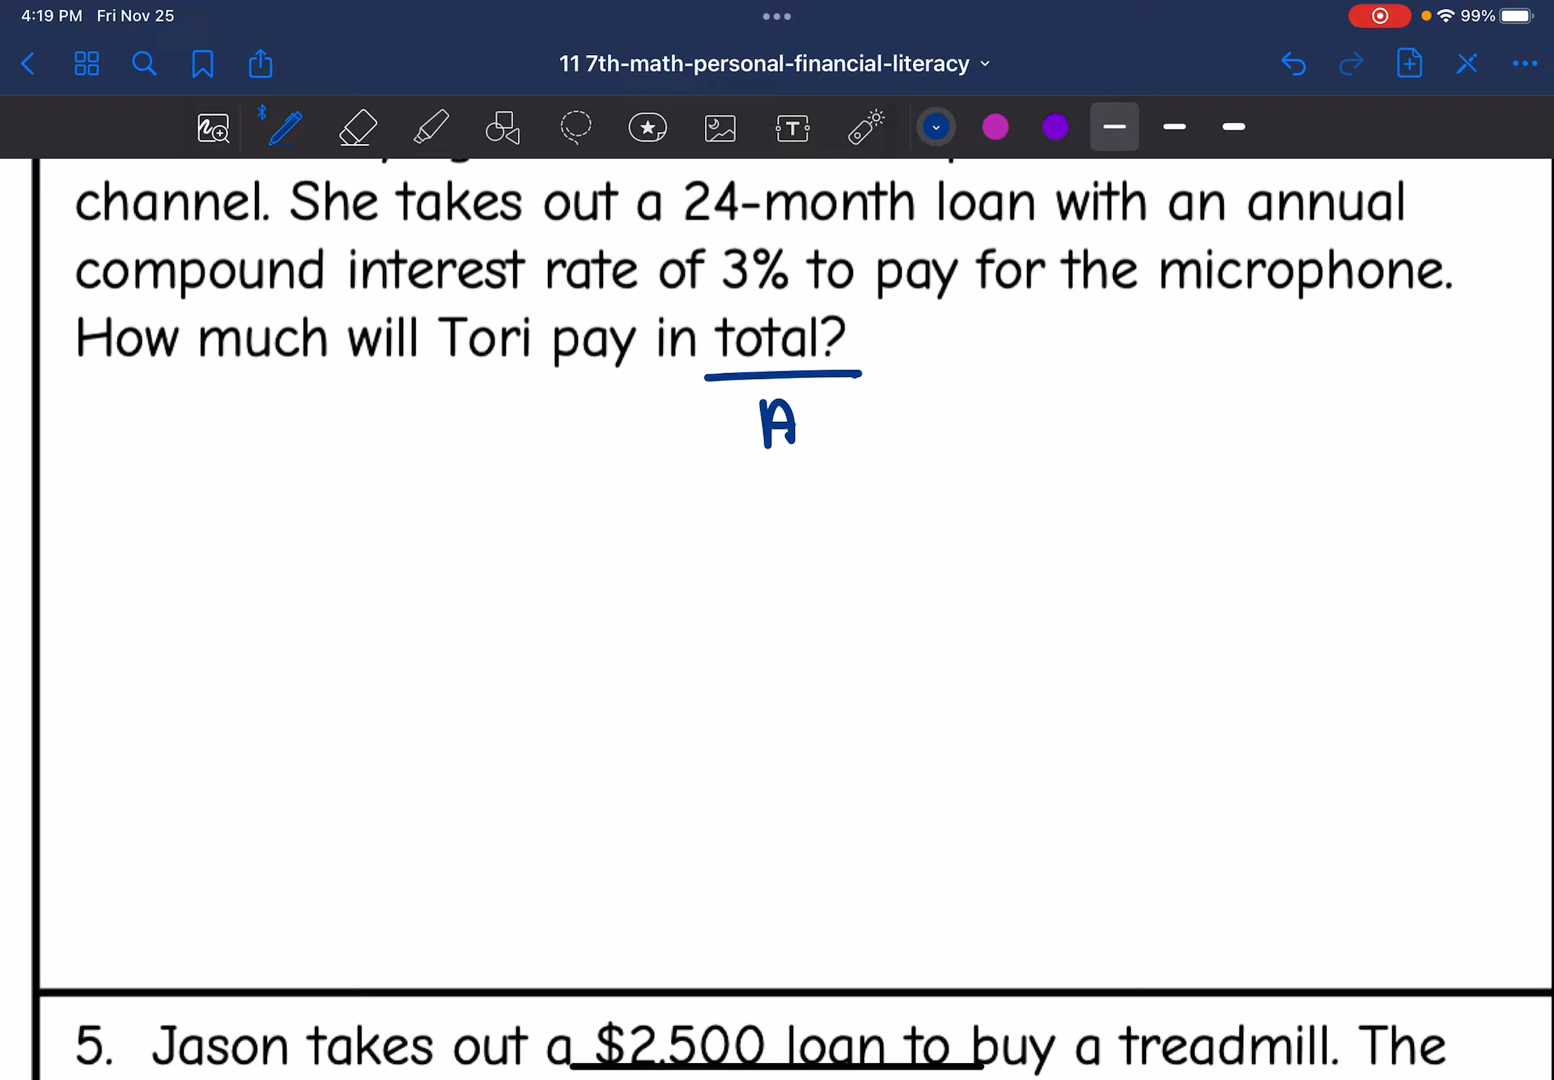 4:19 PM Fri Nov 25
99%
11 7th-math-personal-financial-literacy
T
channel. She takes out a 24-month loan with an annual
compound interest rate of 3% to pay for the microphone.
How much will Tori pay in total?
A
5. Jason takes out a $2,500 loan to buy a treadmill. The